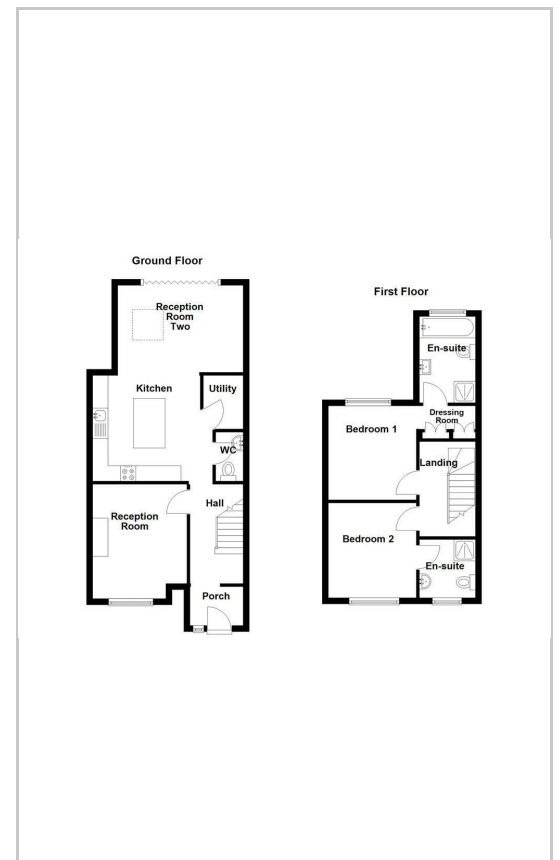 Ground Floor
Reception
Room
Two
Kitchen
Utility
WC
Hall
Reception
Room
Porch
First Floor
En-suite
Dressing
Room
Bedroom 1
Landing
Bedroom 2
En-suite